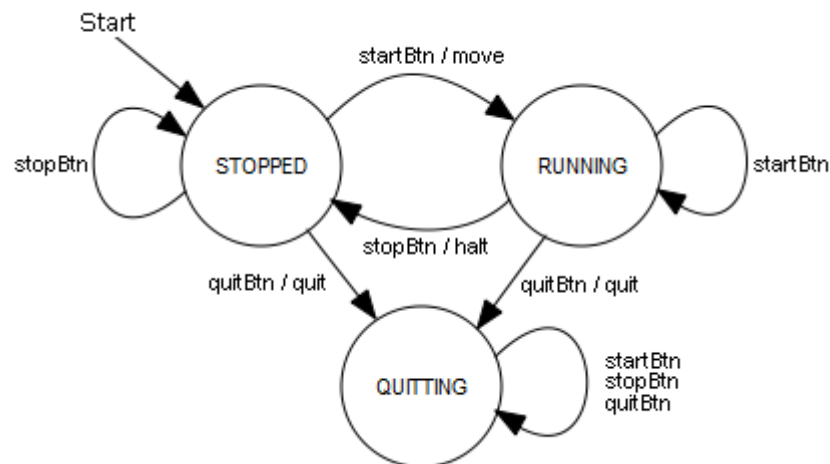 Start
startBtn / move
stopBtn
STOPPED
RUNNING
startBtn
stopBtn / halt
quitBtn / quit
quitBtn / quit
QUITTING
startBtn
stopBtn
quitBtn